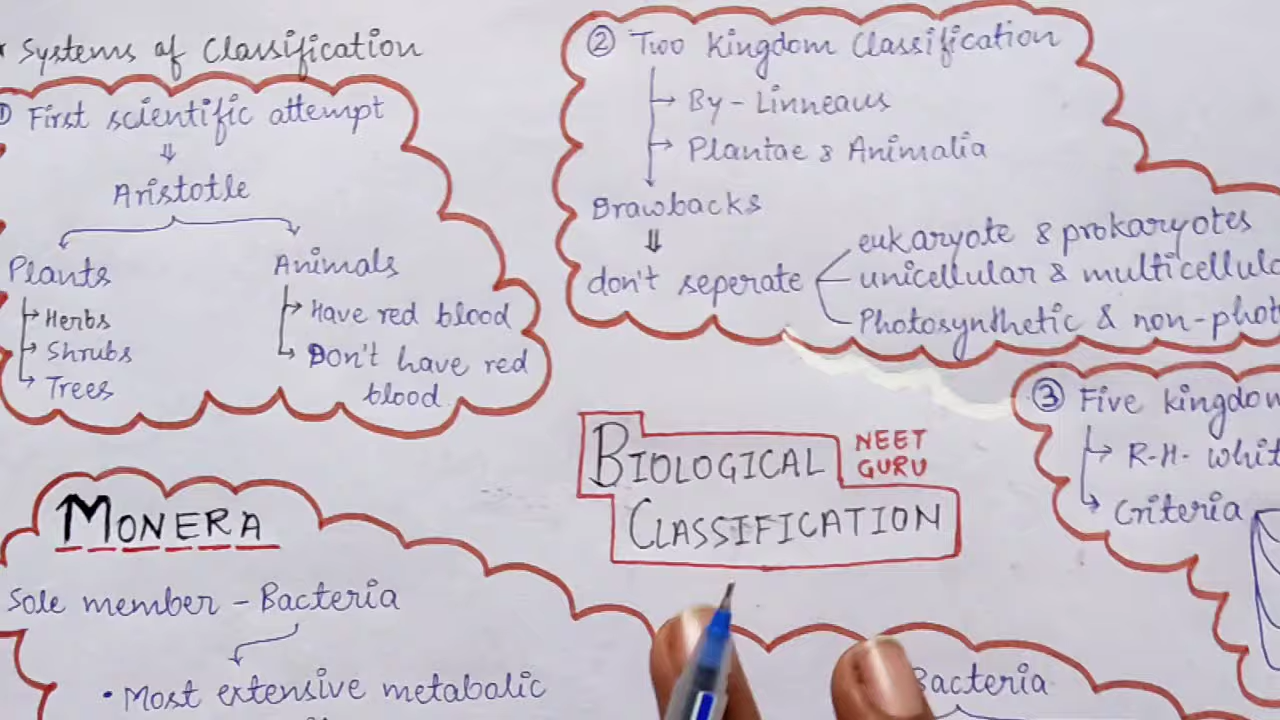 Systems of Classification
① First scientific attempt
⇓
Aristotle
Plants
Herbs
Shrubs
Trees
Animals
Have red blood
Don't have red
blood
② Two Kingdom Classification
By - Linneaus
Plantae & Animalia
Drawbacks
⇓
don't seperate
eukaryote & prokaryotes
unicellular & multicellula
Photosynthetic & non-phot
③ Five kingdom
R.H. whit
Criteria
BIOLOGICAL
CLASSIFICATION
NEET
GURU
MONERA
Sole member - Bacteria
• Most extensive metabolic
Bacteria